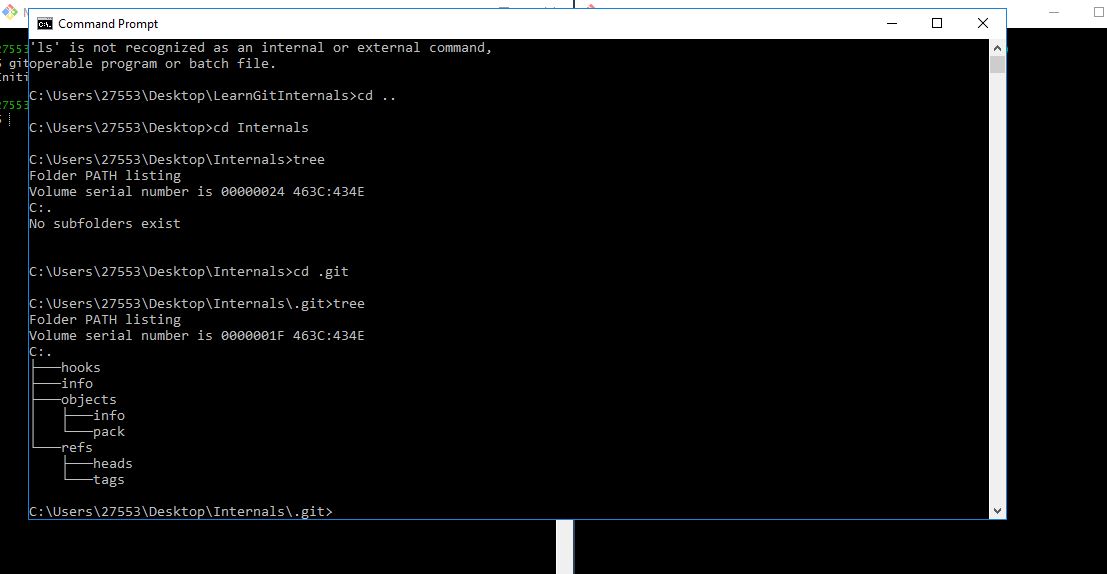 Command Prompt
'ls' is not recognized as an internal or external command,
operable program or batch file.
C:\Users\27553\Desktop\LearnGitInternals>cd ..
C:\Users\27553\Desktop>cd Internals
C:\Users\27553\Desktop\Internals>tree
Folder PATH listing
Volume serial number is 00000024 463C:434E
C:.
No subfolders exist
C:\Users\27553\Desktop\Internals>cd .git
C:\Users\27553\Desktop\Internals\.git>tree
Folder PATH listing
Volume serial number is 0000001F 463C:434E
C:.
├───hooks
├───info
├───objects
│   ├───info
│   └───pack
└───refs
    ├───heads
    └───tags
C:\Users\27553\Desktop\Internals\.git>
27553
$ git
Initi
27553
$